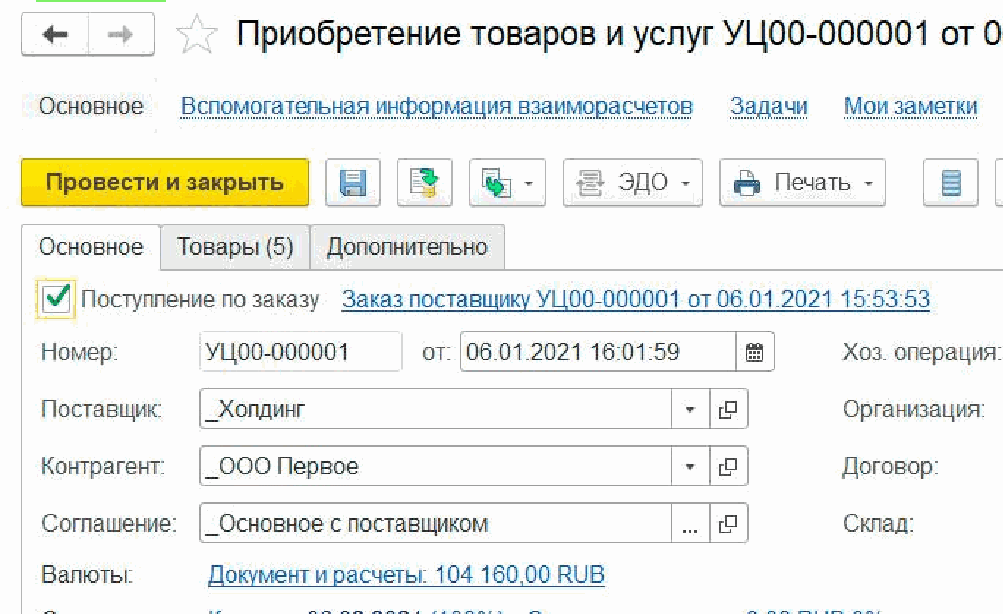 Приобретение товаров и услуг УЦ00-000001 от 0
Основное Вспомогательная информация взаиморасчетов Задачи Мои заметки
Провести и закрыть ЭДО Печать
Основное Товары (5) Дополнительно
Поступление по заказу Заказ поставщику УЦ00-000001 от 06.01.2021 15:53:53
Номер: УЦ00-000001 от: 06.01.2021 16:01:59 Хоз. операция:
Поставщик: _Холдинг Организация:
Контрагент: _ООО Первое Договор:
Соглашение: _Основное с поставщиком ... Склад:
Валюты: Документ и расчеты: 104 160,00 RUB